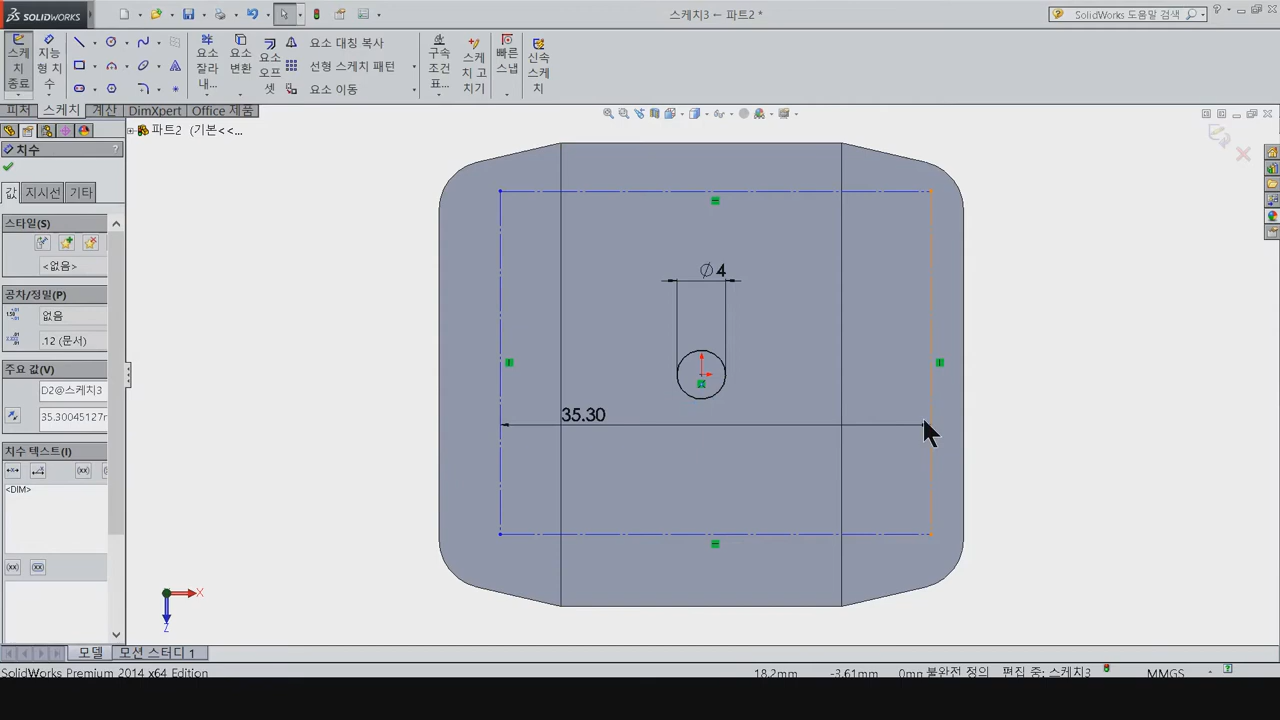 SOLIDWORKS
스케치3 ← 파트2 *
SolidWorks 도움말 검색
스케치 종료
지능형 치수
요소 잘라내...
요소 변환
요소 오프셋
요소 대칭 복사
선형 스케치 패턴
요소 이동
구속 조건 표...
스케치 고치기
빠른 스냅
신속 스케치
피처
스케치
계산
DimXpert
Office 제품
파트2 (기본<<...
치수
?
값
지시선
기타
스타일(S)
<없음>
공차/정밀(P)
없음
.12 (문서)
주요 값(V)
D2@스케치3
35.30045127r
치수 텍스트(I)
<DIM>
∅4
35.30
X
Z
모델
모션 스터디 1
SolidWorks Premium 2014 x64 Edition
18.2mm
-3.61mm
0mm
불완전 정의
편집 중: 스케치3
MMGS